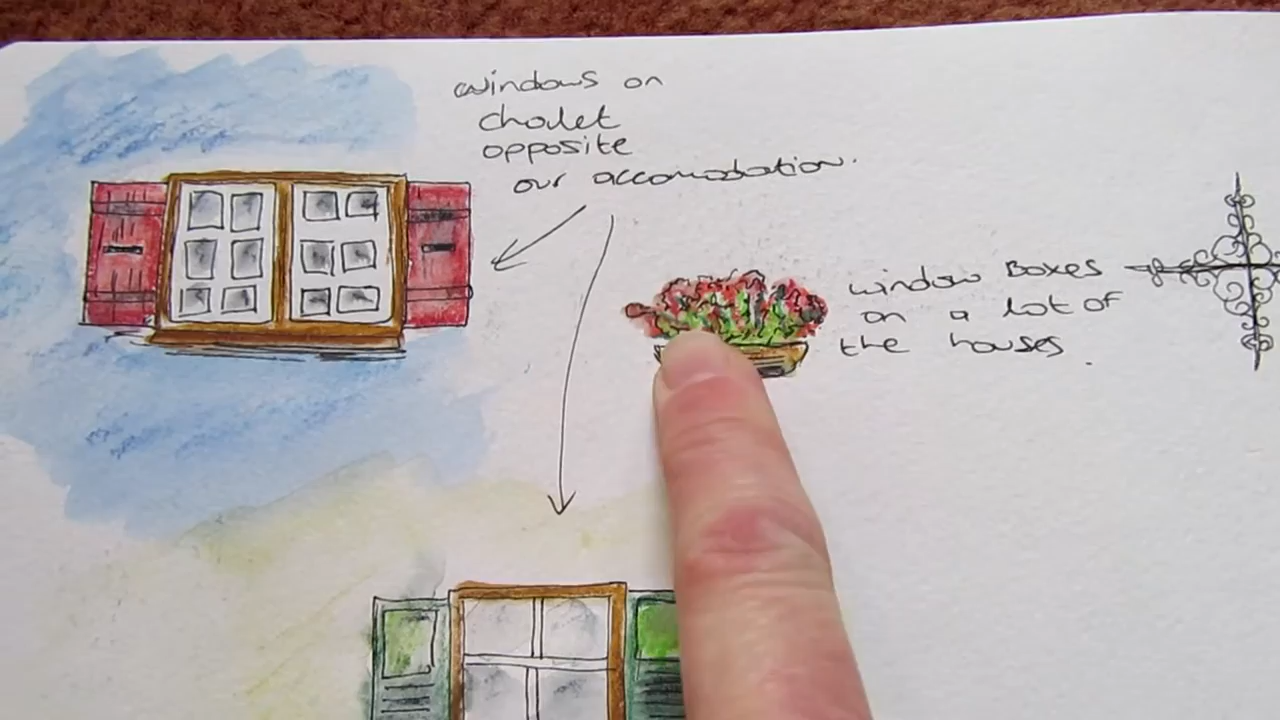 windows on
chalet
opposite
our accomodation.
window Boxes
on a lot of
the houses.